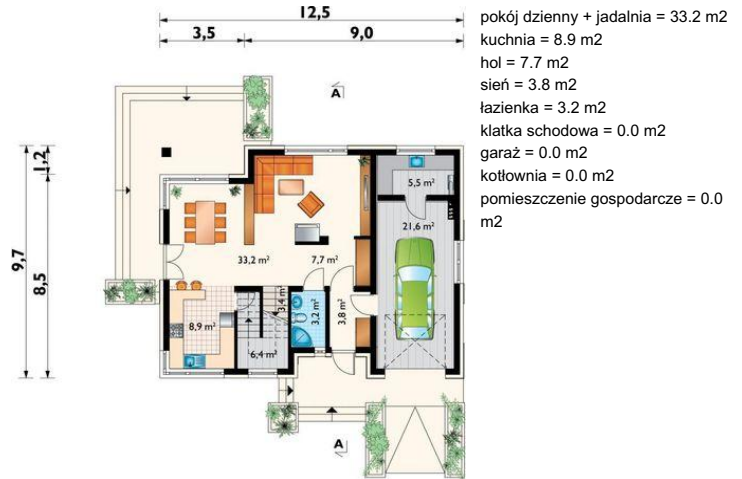 12,5
3,5
9,0
pokój dzienny + jadalnia = 33.2 m2
kuchnia = 8.9 m2
hol = 7.7 m2
sień = 3.8 m2
łazienka = 3.2 m2
klatka schodowa = 0.0 m2
garaż = 0.0 m2
kotłownia = 0.0 m2
pomieszczenie gospodarcze = 0.0
m2
A
1,2
9,7
8,5
5,5 m²
21,6 m²
33,2 m²
7,7 m²
3,4 m²
3,2 m²
3,8 m²
8,9 m²
6,4 m²
A